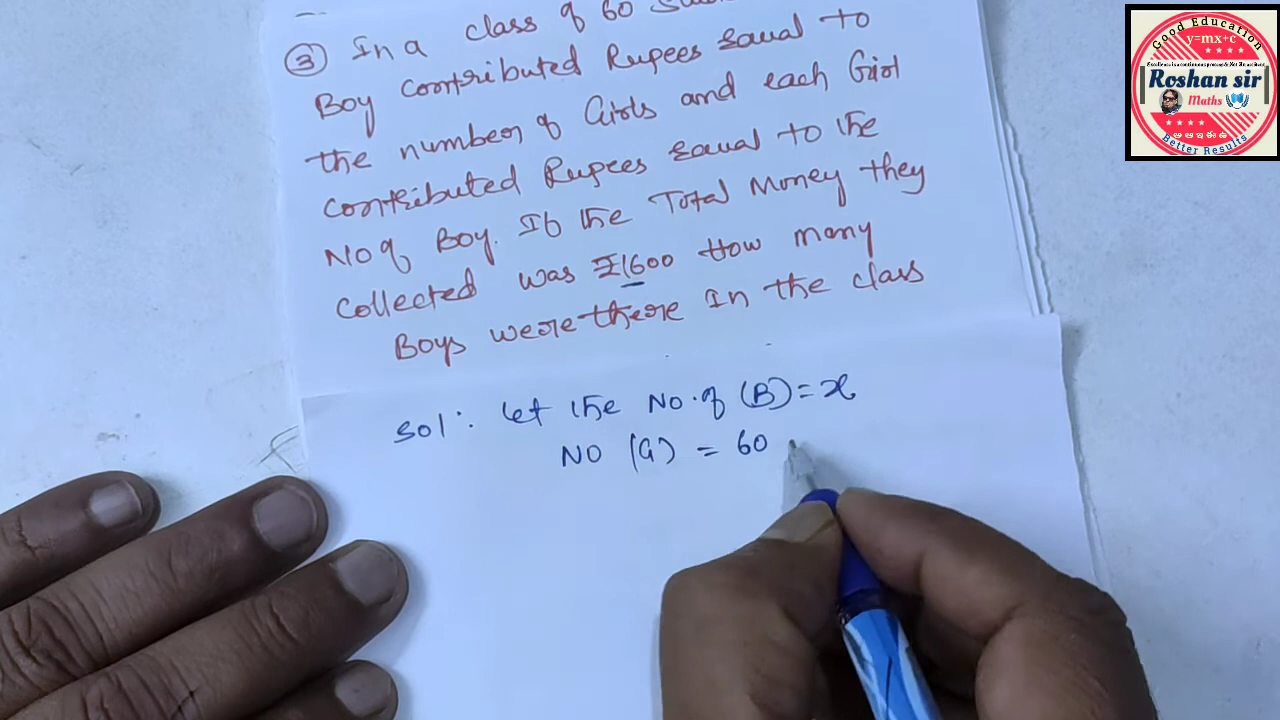 ③ In a class of 60
Boy contributed Rupees equal to
the number of Girls and each Girl
contributed Rupees equal to the
No of Boy. If the Total Money they
collected was ₹1600 How many
Boys were there In the class
Sol: Let the No. of (B) = x
NO (G) = 60
Good Education
y=mx+c
Roshan sir
Maths
Better Results